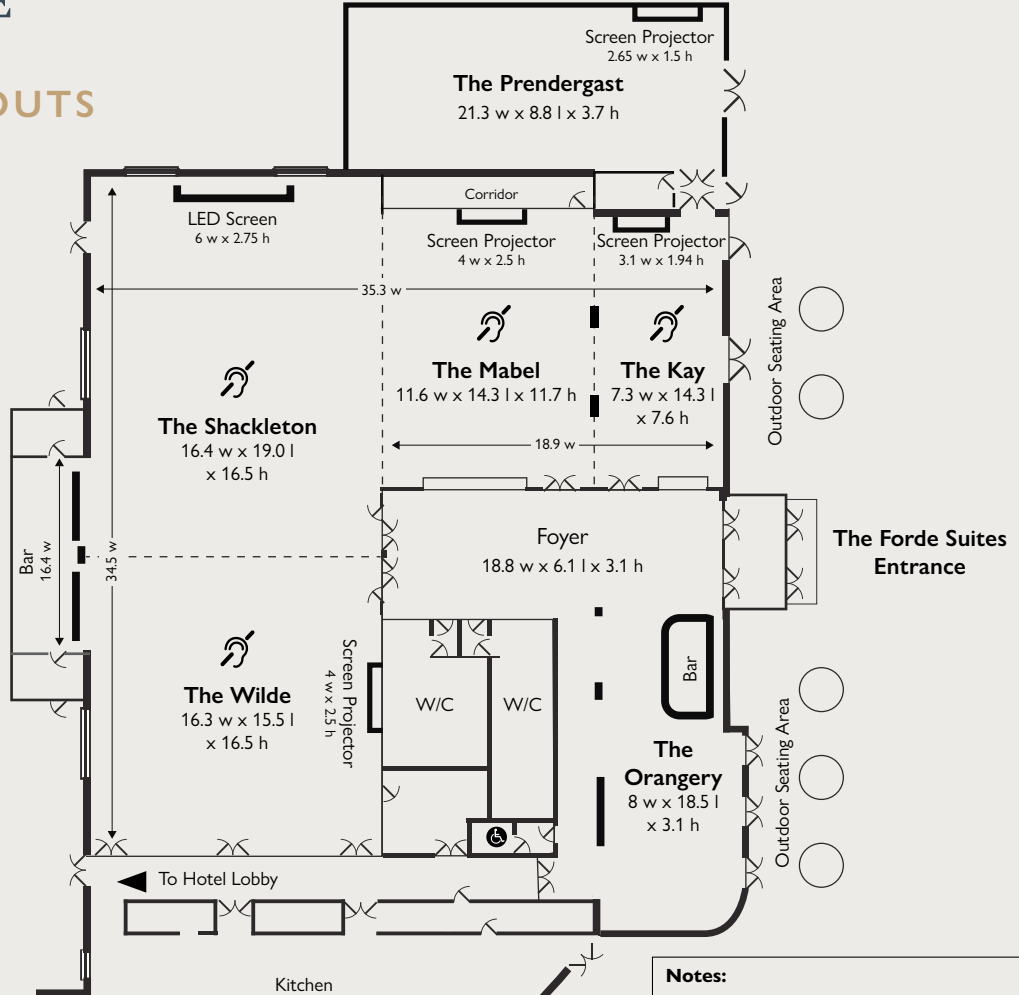 E
OUTS
Screen Projector
2.65 w x 1.5 h
The Prendergast
21.3 w x 8.8 l x 3.7 h
Corridor
LED Screen
6 w x 2.75 h
Screen Projector
4 w x 2.5 h
Screen Projector
3.1 w x 1.94 h
35.3 w
The Mabel
11.6 w x 14.3 l x 11.7 h
The Kay
7.3 w x 14.3 l
x 7.6 h
Outdoor Seating Area
The Shackleton
16.4 w x 19.0 l
x 16.5 h
18.9 w
Bar
16.4 w
34.5 w
Foyer
18.8 w x 6.1 l x 3.1 h
The Forde Suites
Entrance
The Wilde
16.3 w x 15.5 l
x 16.5 h
Screen Projector
4 w x 2.5 h
W/C
W/C
Bar
The
Orangery
8 w x 18.5 l
x 3.1 h
Outdoor Seating Area
To Hotel Lobby
Kitchen
Notes: